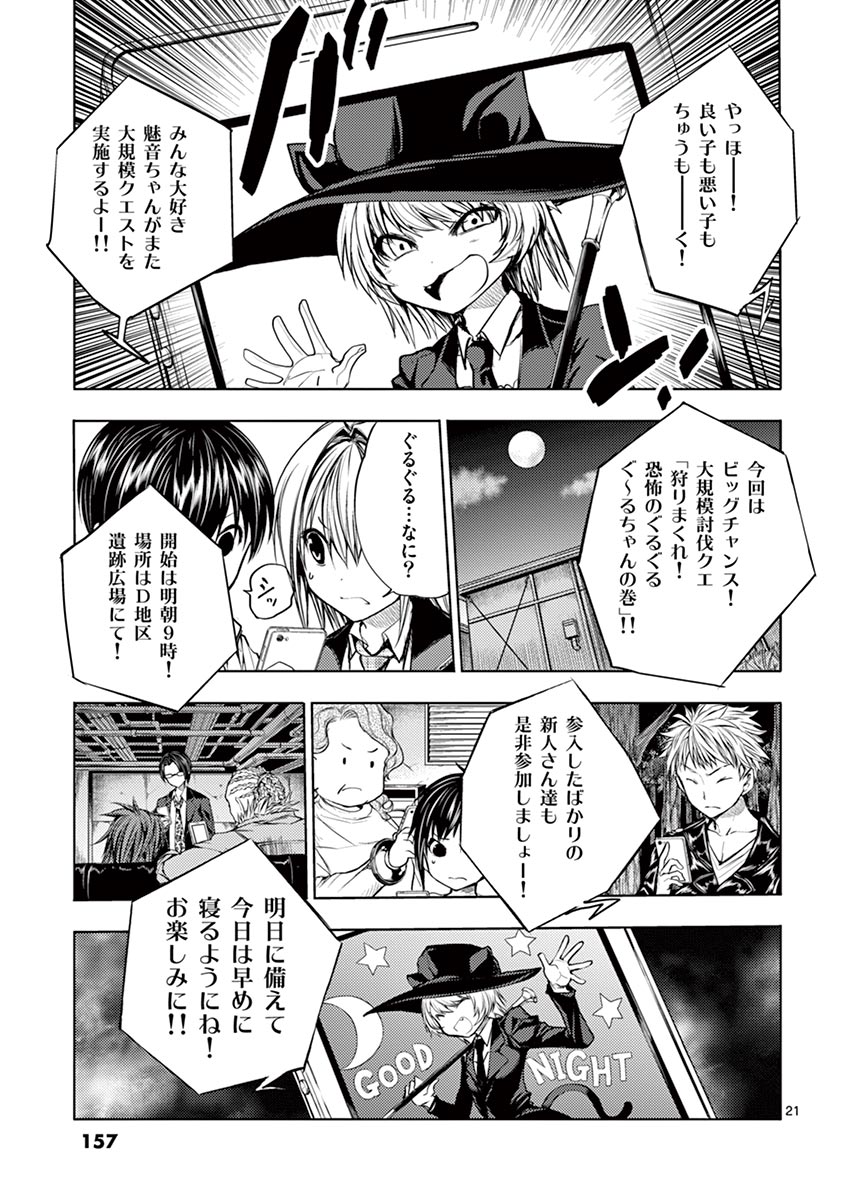 やっほー！
良い子も悪い子も
ちゅうもーーく！
みんな大好き
魅音ちゃんがまた
大規模クエストを
実施するよー!!
今回は
ビッグチャンス！
大規模討伐クエ
「狩りまくれ！
恐怖のぐるぐる
ぐ〜るちゃんの巻」!!
ぐるぐる…なに？
開始は明朝９時！
場所はＤ地区
遺跡広場にて！
参入したばかりの
新人さん達も
是非参加しましょー！
明日に備えて
今日は早めに
寝るようにね！
お楽しみに!!
GOOD
NIGHT
21
157